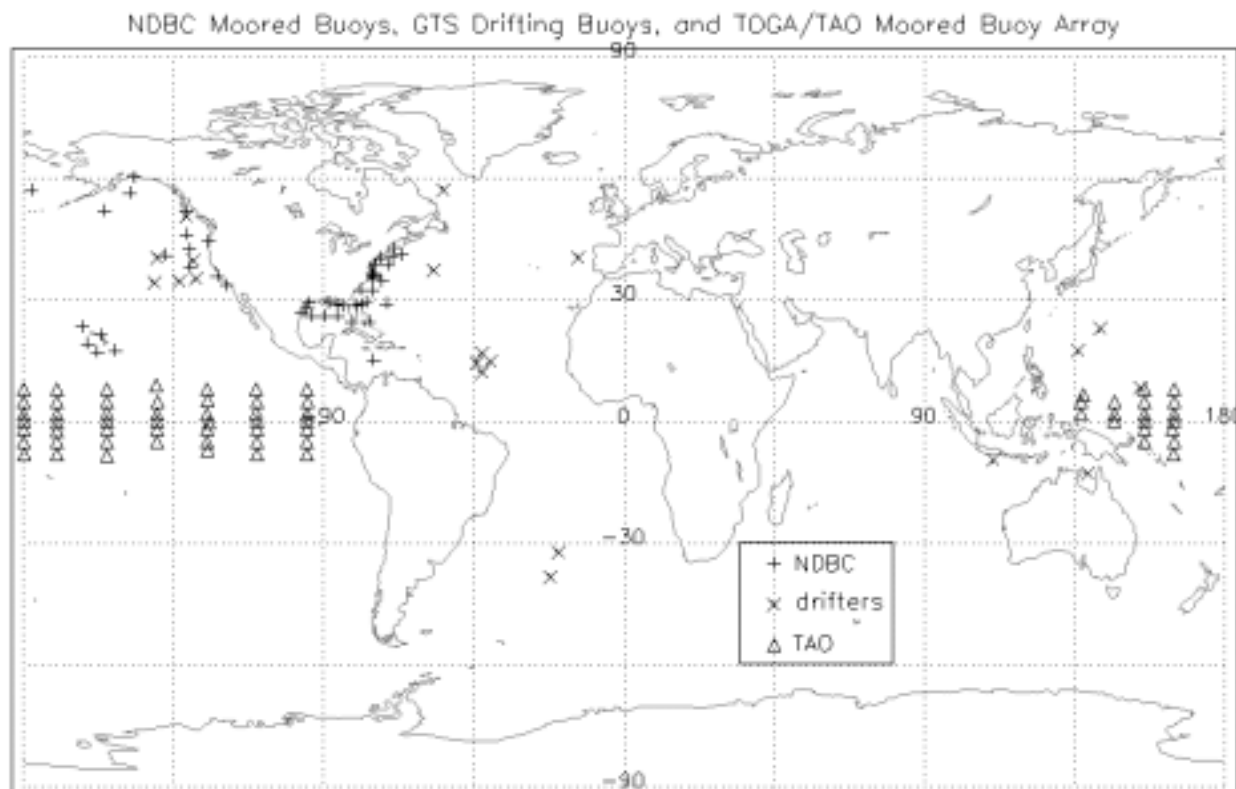 NDBC Moored Buoys, GTS Drifting Buoys, and TOGA/TAO Moored Buoy Array
90
30
-90 0 90 180
-30
+ NDBC
× drifters
△ TAO
-90